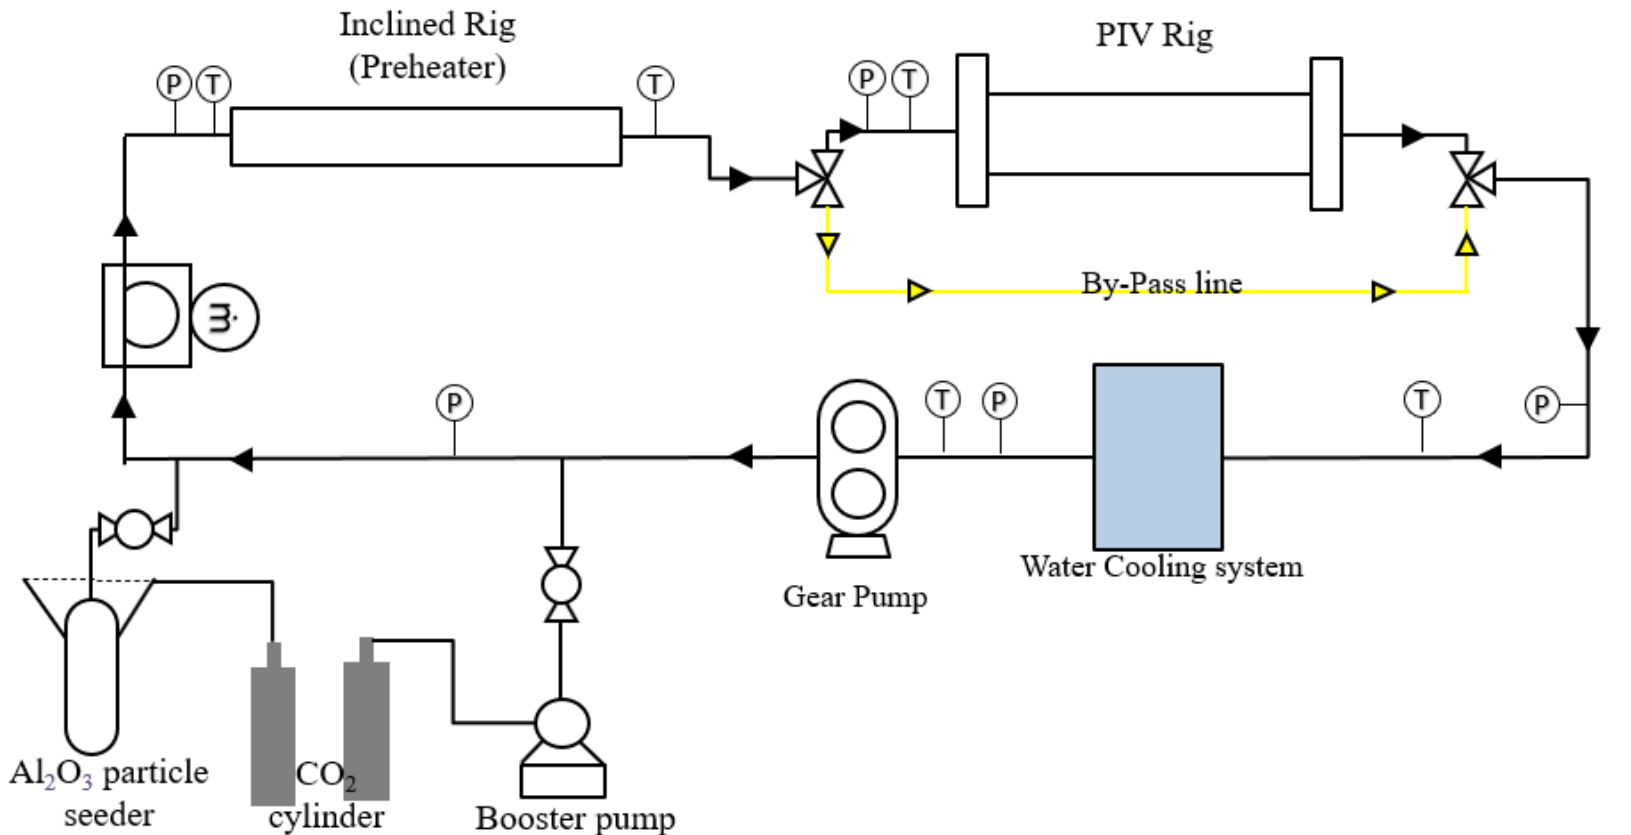 Inclined Rig
(Preheater)
PIV Rig
P
T
T
P
T
By-Pass line
ṁ
P
T
P
T
P
Water Cooling system
Gear Pump
Al₂O₃ particle
seeder
CO₂
cylinder
Booster pump